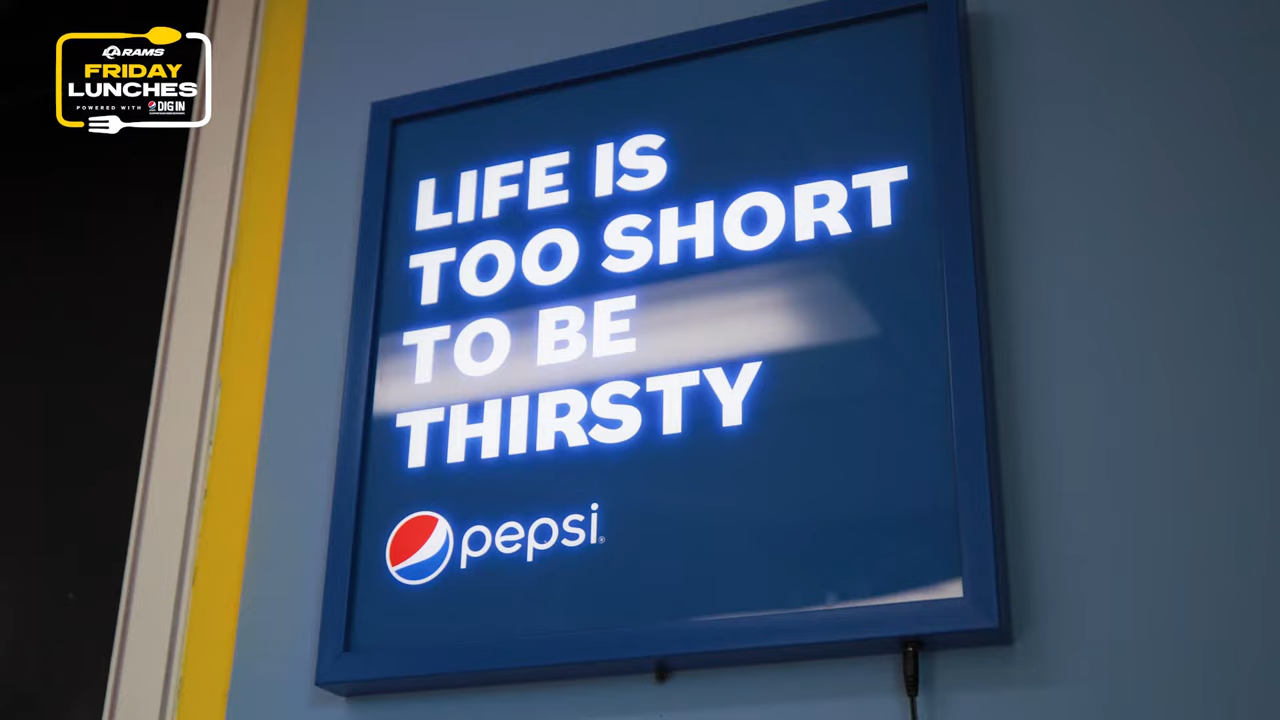 RAMS
FRIDAY
LUNCHES
POWERED WITH DIG IN
LIFE IS
TOO SHORT
TO BE
THIRSTY
pepsi®